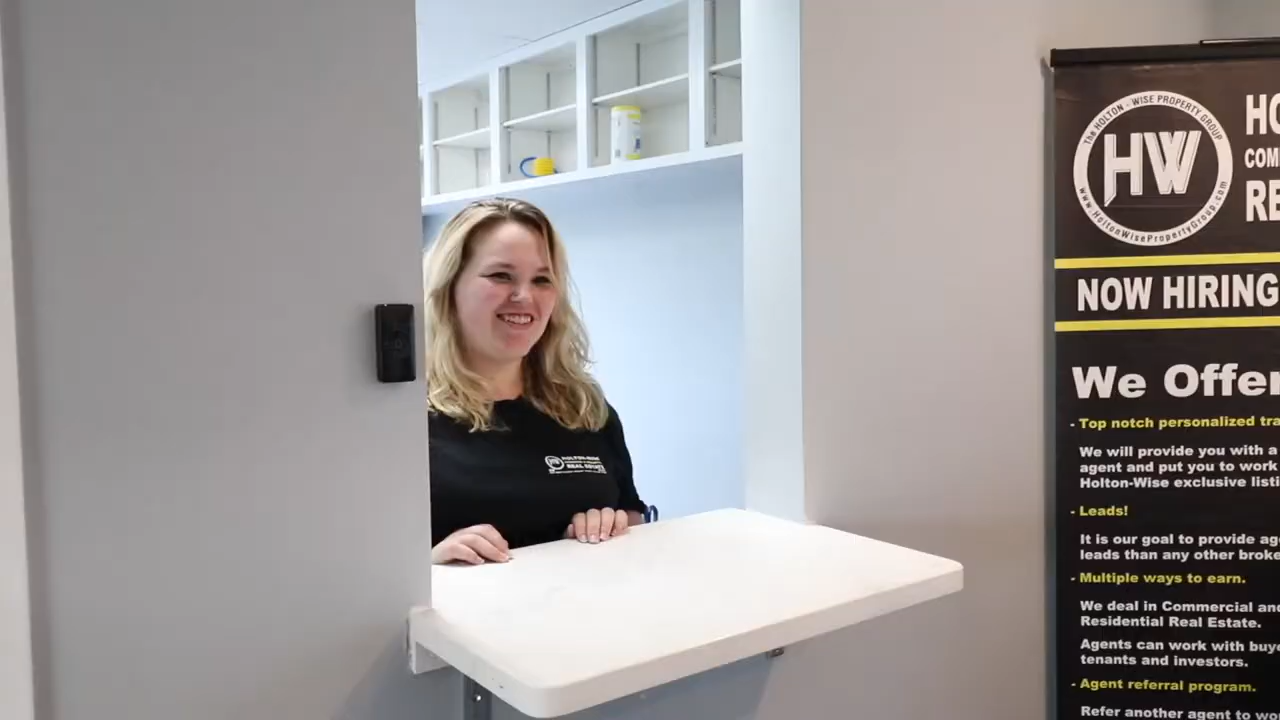 The HOLTON - WISE PROPERTY GROUP
HW
www.HoltonWisePropertyGroup.com
HO
COM
RE
NOW HIRING
We Offer
- Top notch personalized tra
We will provide you with a
agent and put you to work
Holton-Wise exclusive listi
- Leads!
It is our goal to provide age
leads than any other broke
- Multiple ways to earn.
We deal in Commercial and
Residential Real Estate.
Agents can work with buye
tenants and investors.
- Agent referral program.
Refer another agent to wo
HOLTON-WISE
REAL ESTATE